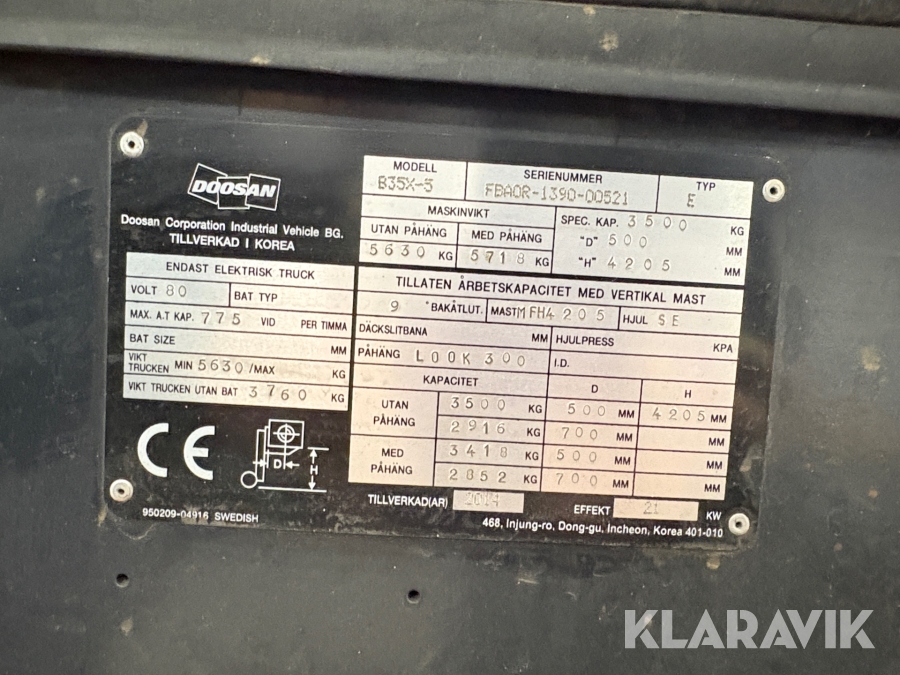 DOOSAN
Doosan Corporation Industrial Vehicle BG.
TILLVERKAD I KOREA
MODELL B35X-5
SERIENUMMER FBA0R-1390-00521
TYP E
MASKINVIKT
UTAN PÅHÄNG 5630 KG
MED PÅHÄNG 5718 KG
SPEC. KAP. 3500 KG
"D" 500 MM
"H" 4205 MM
ENDAST ELEKTRISK TRUCK
VOLT 80 BAT TYP
MAX. A.T KAP. 775 VID PER TIMMA
BAT SIZE MM
VIKT TRUCKEN MIN 5630/MAX KG
VIKT TRUCKEN UTAN BAT 3760 KG
TILLATEN ÅRBETSKAPACITET MED VERTIKAL MAST
9 °BAKÅTLUT. MAST MFH4205 HJUL SE
DÄCKSLITBANA MM HJULPRESS KPA
PÅHÄNG LOOK 300 I.D.
KAPACITET D H
UTAN PÅHÄNG 3500 KG 500 MM 4205 MM
2916 KG 700 MM MM
MED PÅHÄNG 3418 KG 500 MM MM
2852 KG 700 MM MM
CE
D
H
TILLVERKAD(AR) 2014 EFFEKT 21 KW
950209-04916 SWEDISH
468, Injung-ro, Dong-gu, Incheon, Korea 401-010
KLARAVIK